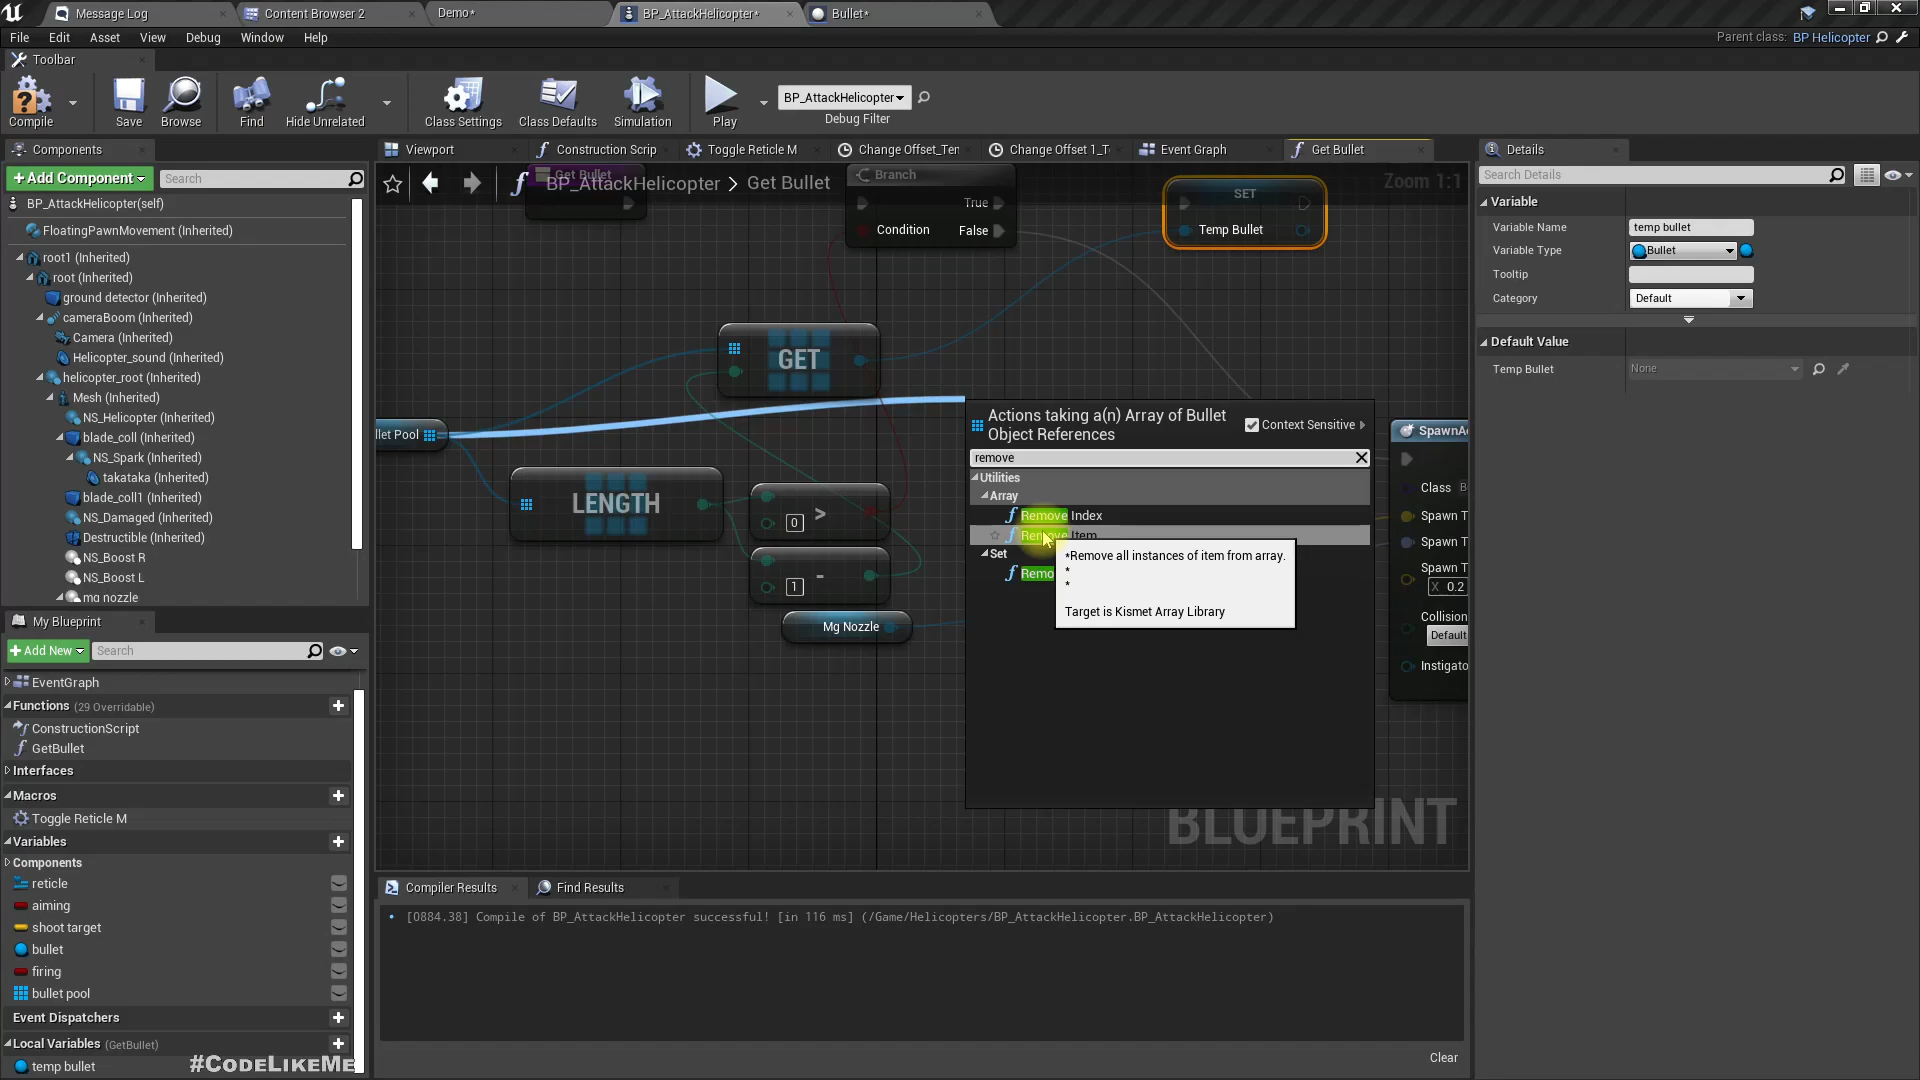 Message Log
Content Browser 2
Demo*
BP_AttackHelicopter*
Bullet*
File Edit Asset View Debug Window Help
Parent class: BP Helicopter
Toolbar
Compile
Save
Browse
Find
Hide Unrelated
Class Settings
Class Defaults
Simulation
Play
BP_AttackHelicopter
Debug Filter
Components
+ Add Component
Search
BP_AttackHelicopter(self)
FloatingPawnMovement (Inherited)
root1 (Inherited)
root (Inherited)
ground detector (Inherited)
cameraBoom (Inherited)
Camera (Inherited)
Helicopter_sound (Inherited)
helicopter_root (Inherited)
Mesh (Inherited)
NS_Helicopter (Inherited)
blade_coll (Inherited)
NS_Spark (Inherited)
takataka (Inherited)
blade_coll1 (Inherited)
NS_Damaged (Inherited)
Destructible (Inherited)
NS_Boost R
NS_Boost L
mg nozzle
My Blueprint
+ Add New
Search
EventGraph
Functions (29 Overridable)
ConstructionScript
GetBullet
Interfaces
Macros
Toggle Reticle M
Variables
Components
reticle
aiming
shoot target
bullet
firing
bullet pool
Event Dispatchers
Local Variables (GetBullet)
temp bullet
#CodeLikeMe
Viewport
Construction Scrip
Toggle Reticle M
Change Offset_Ten
Change Offset 1_T
Event Graph
Get Bullet
BP_AttackHelicopter > Get Bullet
Zoom 1:1
Get Bullet
Branch
True
Condition
False
SET
Temp Bullet
GET
llet Pool
LENGTH
>
0
-
1
Mg Nozzle
Actions taking a(n) Array of Bullet
Object References
Context Sensitive
remove
Utilities
Array
Remove Index
Remove Item
Set
Remo
*Remove all instances of item from array.
*
*
Target is Kismet Array Library
SpawnA
Class
Spawn T
Spawn T
Spawn T
X 0.2
Collision
Default
Instigato
BLUEPRINT
Compiler Results
Find Results
[0884.38] Compile of BP_AttackHelicopter successful! [in 116 ms] (/Game/Helicopters/BP_AttackHelicopter.BP_AttackHelicopter)
Clear
Details
Search Details
Variable
Variable Name
temp bullet
Variable Type
Bullet
Tooltip
Category
Default
Default Value
Temp Bullet
None